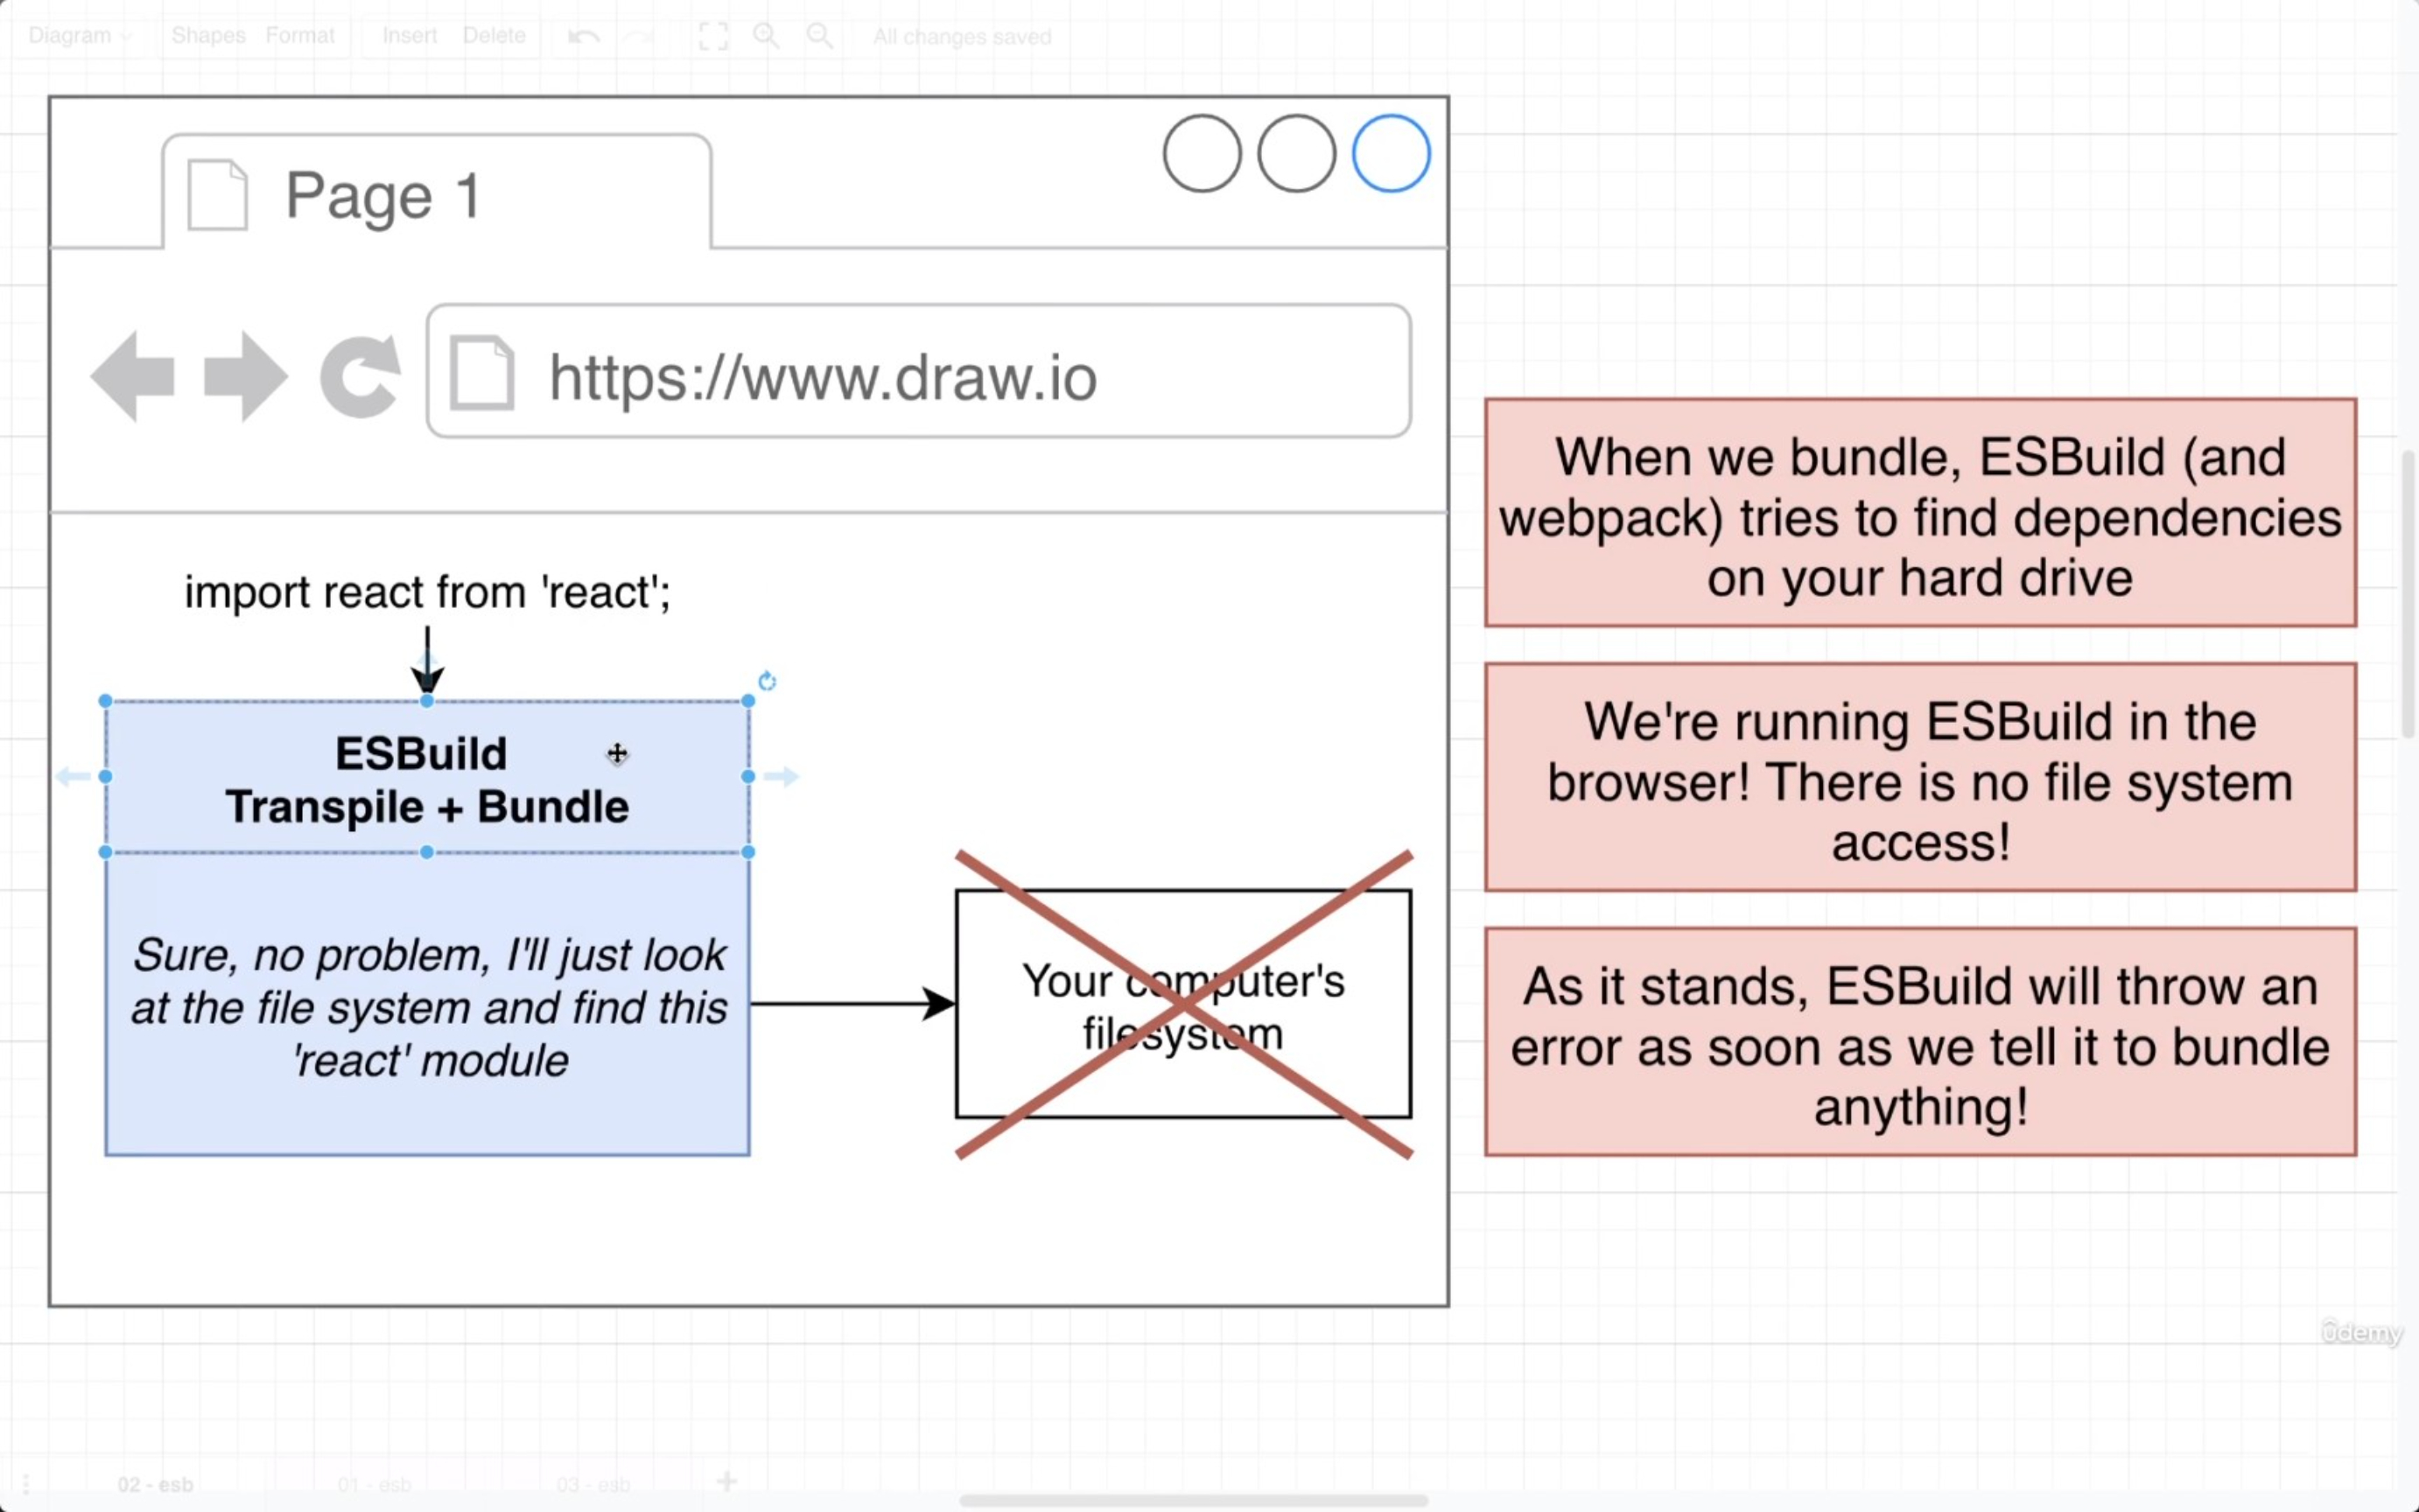 Diagram Shapes Format Insert Delete All changes saved
Page 1
https://www.draw.io
import react from 'react';
ESBuild
Transpile + Bundle
Sure, no problem, I'll just look
at the file system and find this
'react' module
Your computer's
filesystem
When we bundle, ESBuild (and
webpack) tries to find dependencies
on your hard drive
We're running ESBuild in the
browser! There is no file system
access!
As it stands, ESBuild will throw an
error as soon as we tell it to bundle
anything!
ûdemy
02 - esb 01 - esb 03 - esb